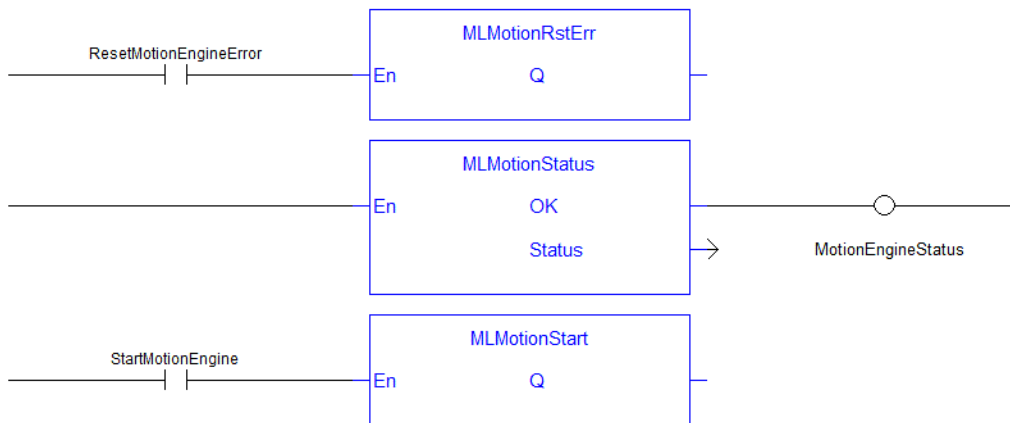 MLMotionRstErr
ResetMotionEngineError
En Q
MLMotionStatus
En OK
Status
MotionEngineStatus
MLMotionStart
StartMotionEngine
En Q